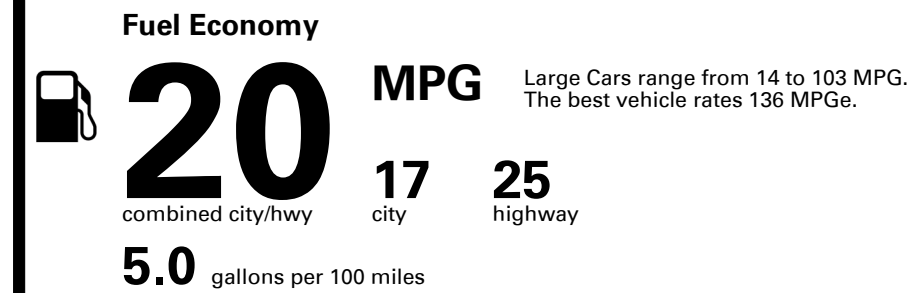 Fuel Economy
20 MPG
Large Cars range from 14 to 103 MPG.
The best vehicle rates 136 MPGe.
combined city/hwy
17
city
25
highway
5.0 gallons per 100 miles